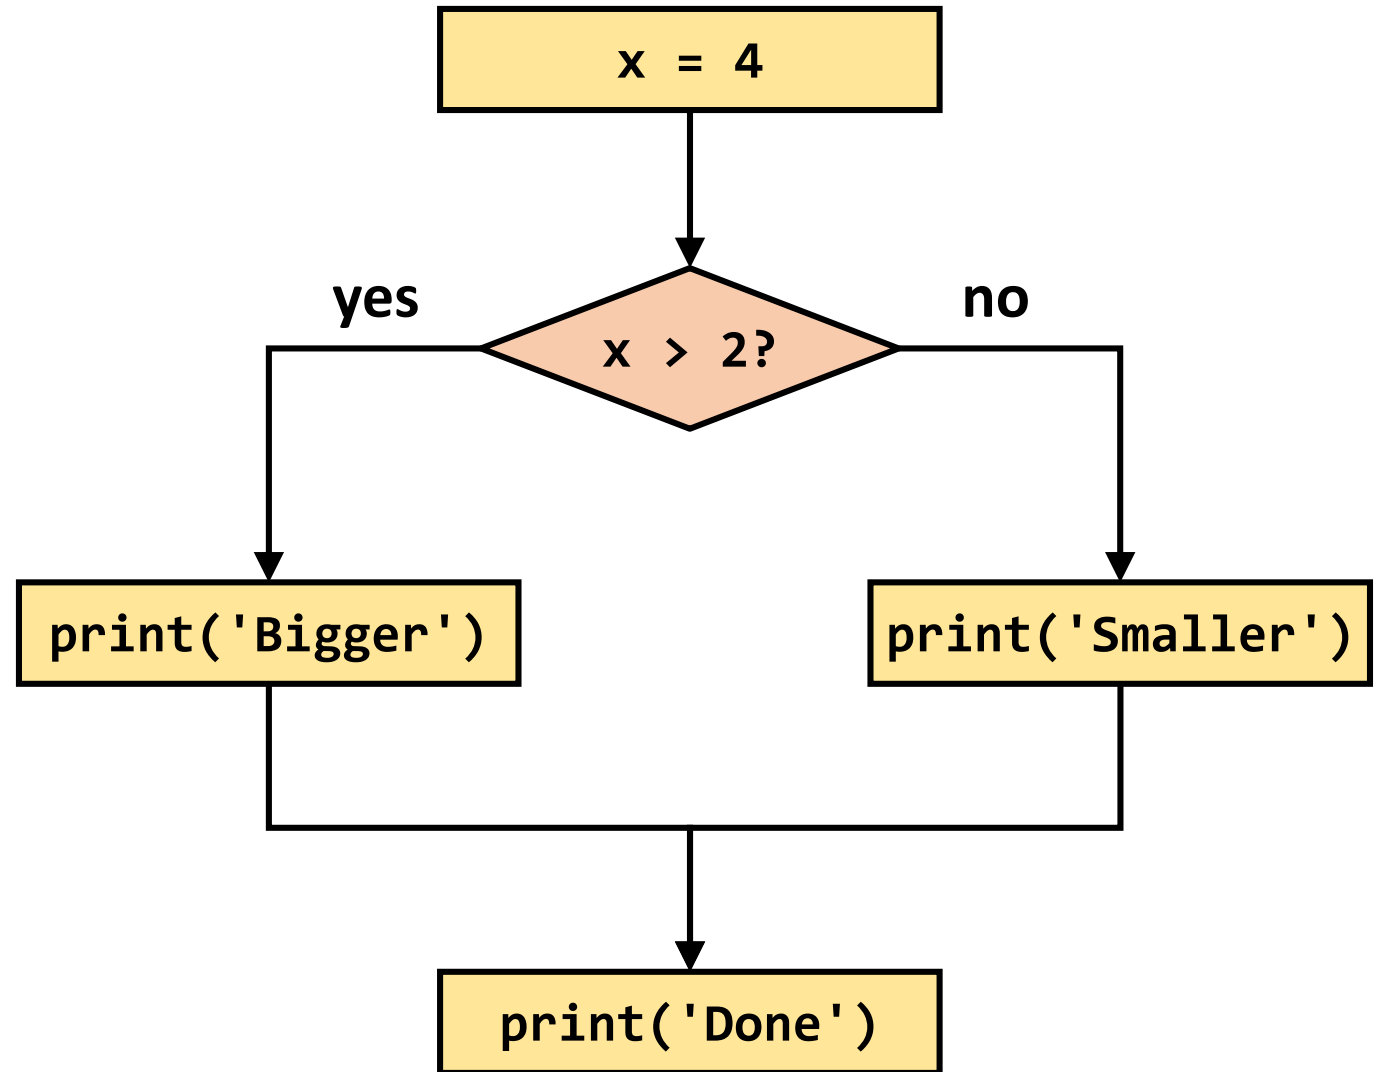 x = 4
yes
no
x > 2?
print('Bigger')
print('Smaller')
print('Done')